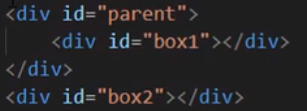 <div id="parent">
    <div id="box1"></div>
</div>
<div id="box2"></div>